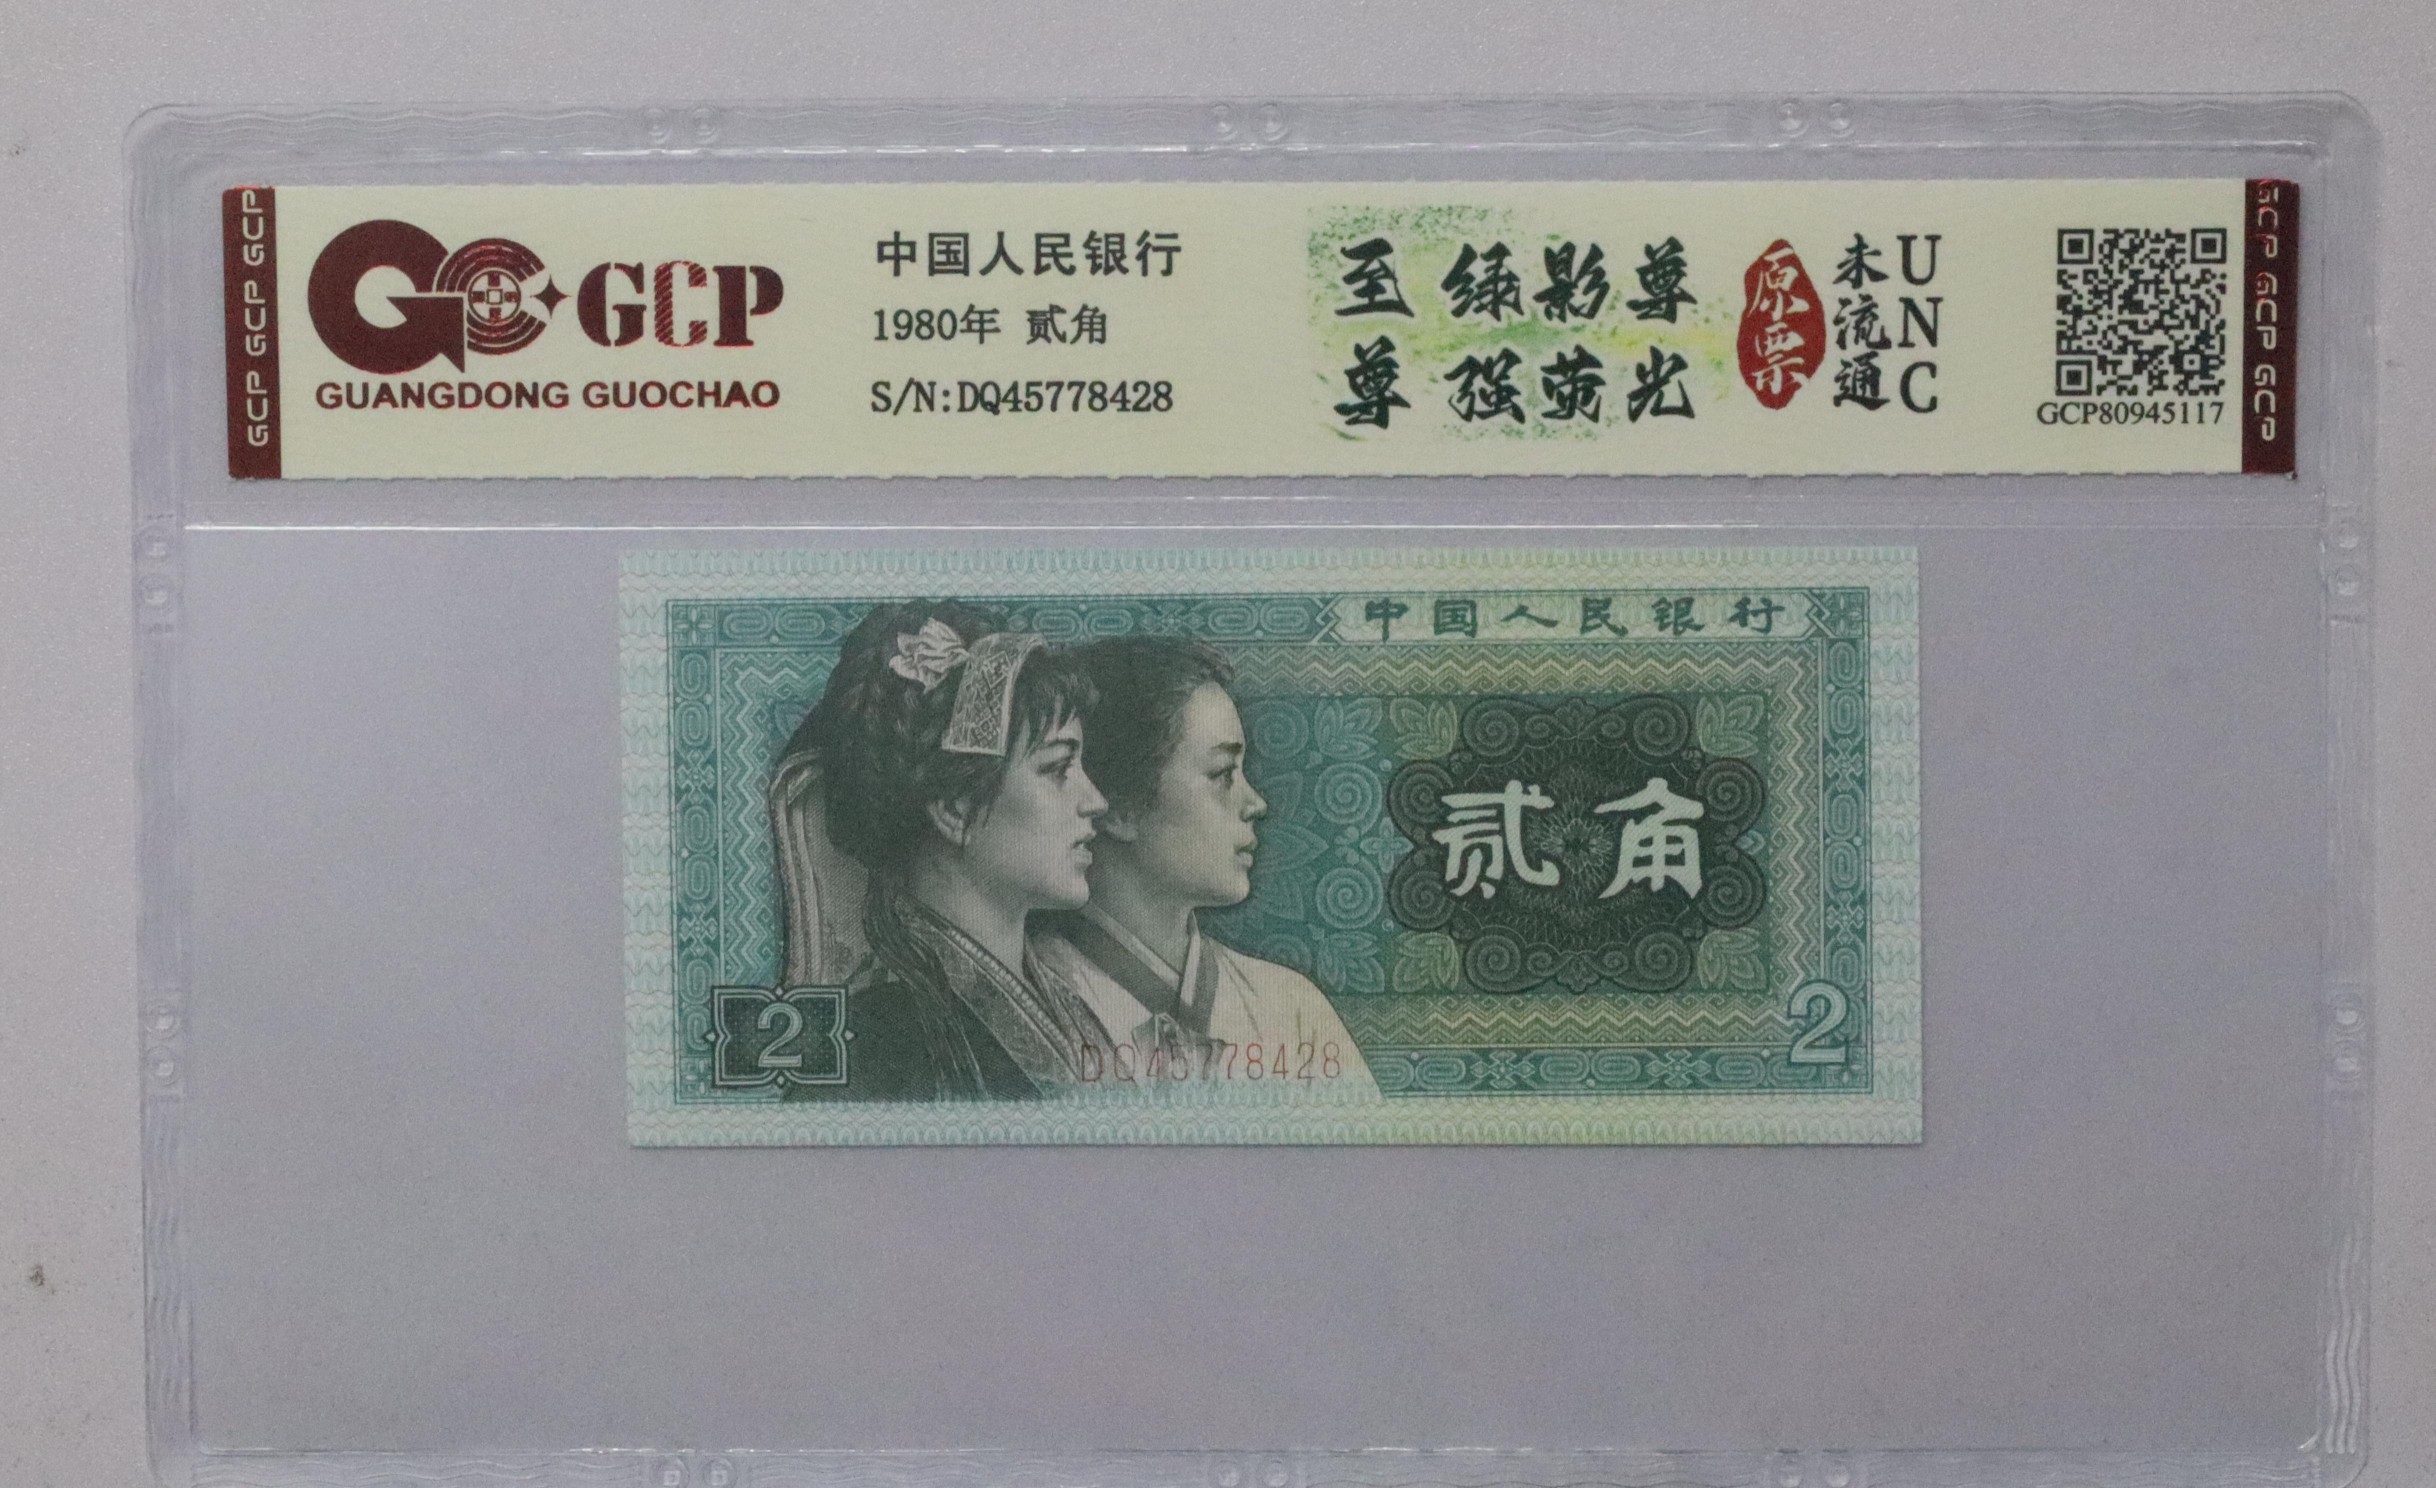 GCP GCP GCP
GCP
GUANGDONG GUOCHAO
中国人民银行
1980年 贰角
S/N:DQ45778428
至尊
绿影尊
强荧光
原票
未流通
UNC
GCP80945117
GCP GCP GCP
中国人民银行
贰角
2
2
DQ45778428